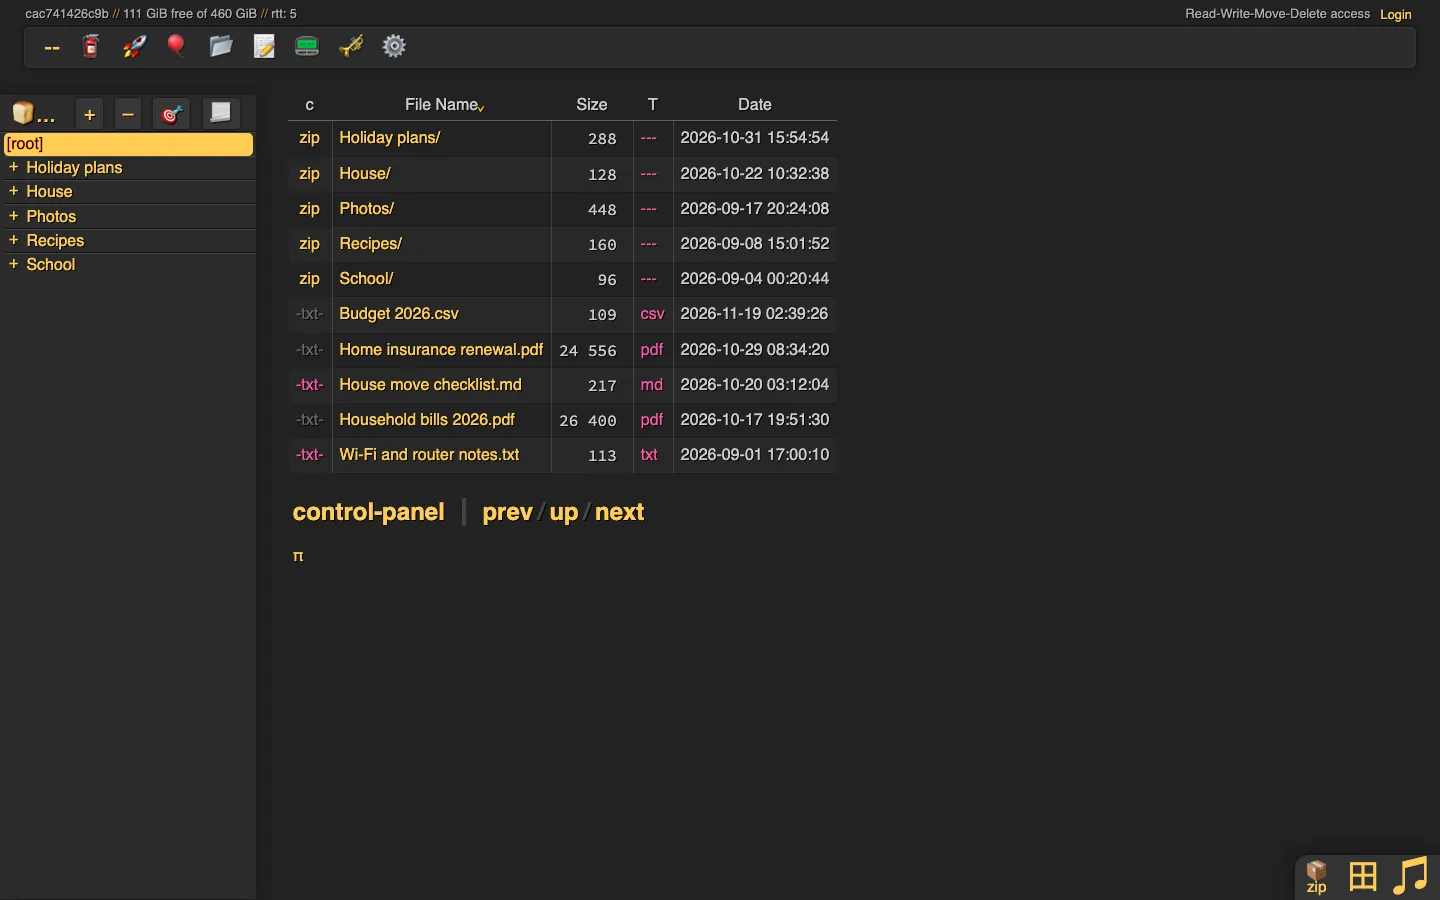 cac741426c9b // 111 GiB free of 460 GiB // rtt: 5
Read-Write-Move-Delete access Login
--
... + −
[root]
+ Holiday plans
+ House
+ Photos
+ Recipes
+ School
c File Name Size T Date
zip Holiday plans/ 288 --- 2026-10-31 15:54:54
zip House/ 128 --- 2026-10-22 10:32:38
zip Photos/ 448 --- 2026-09-17 20:24:08
zip Recipes/ 160 --- 2026-09-08 15:01:52
zip School/ 96 --- 2026-09-04 00:20:44
-txt- Budget 2026.csv 109 csv 2026-11-19 02:39:26
-txt- Home insurance renewal.pdf 24 556 pdf 2026-10-29 08:34:20
-txt- House move checklist.md 217 md 2026-10-20 03:12:04
-txt- Household bills 2026.pdf 26 400 pdf 2026-10-17 19:51:30
-txt- Wi-Fi and router notes.txt 113 txt 2026-09-01 17:00:10
control-panel | prev / up / next
π
zip